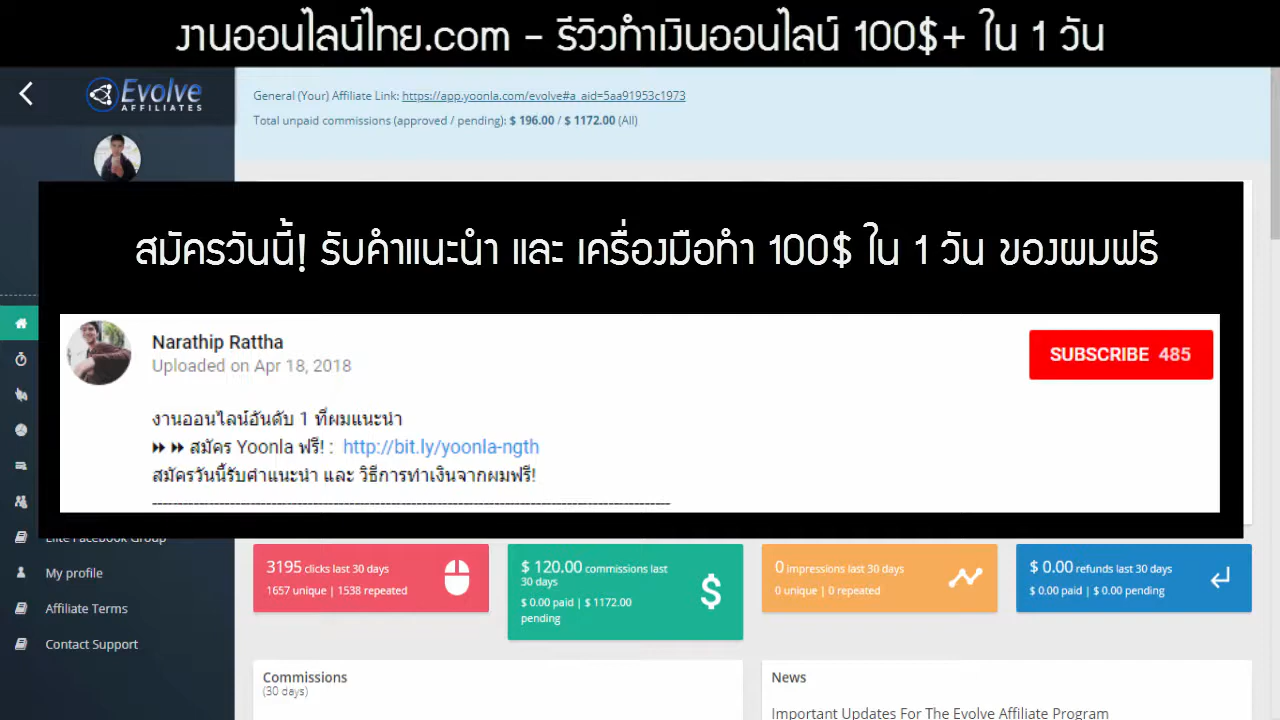 งานออนไลน์ไทย.com - รีวิวทำเงินออนไลน์ 100$+ ใน 1 วัน
Evolve
AFFILIATES
General (Your) Affiliate Link: https://app.yoonla.com/evolve#a_aid=5aa91953c1973
Total unpaid commissions (approved / pending): $ 196.00 / $ 1172.00 (All)
สมัครวันนี้! รับคำแนะนำ และ เครื่องมือทำ 100$ ใน 1 วัน ของผมฟรี
Narathip Rattha
Uploaded on Apr 18, 2018
SUBSCRIBE 485
งานออนไลน์อันดับ 1 ที่ผมแนะนำ
สมัคร Yoonla ฟรี! : http://bit.ly/yoonla-ngth
สมัครวันนี้รับคำแนะนำ และ วิธีการทำเงินจากผมฟรี!
Elite Facebook Group
My profile
Affiliate Terms
Contact Support
3195 clicks last 30 days
1657 unique | 1538 repeated
$ 120.00 commissions last
30 days
$ 0.00 paid | $ 1172.00
pending
0 impressions last 30 days
0 unique | 0 repeated
$ 0.00 refunds last 30 days
$ 0.00 paid | $ 0.00 pending
Commissions
(30 days)
News
Important Updates For The Evolve Affiliate Program